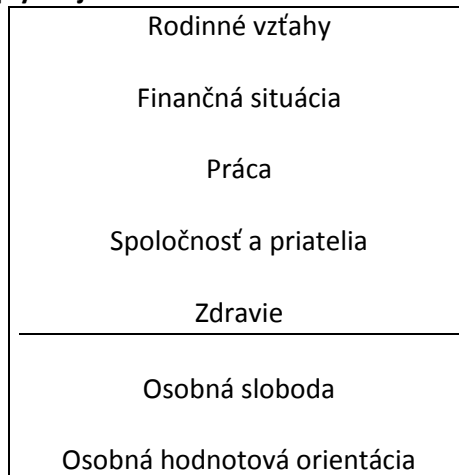 Rodinné vzťahy
Finančná situácia
Práca
Spoločnosť a priatelia
Zdravie
Osobná sloboda
Osobná hodnotová orientácia